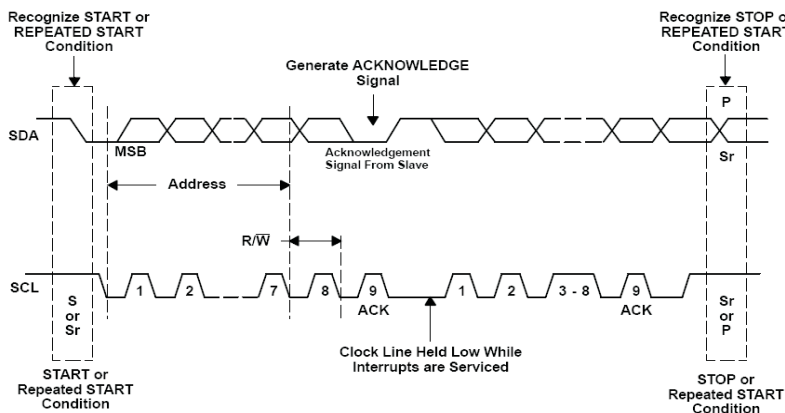 Recognize START or
REPEATED START
Condition
Recognize STOP or
REPEATED START
Condition
Generate ACKNOWLEDGE
Signal
P
SDA
MSB
Acknowledgement
Signal From Slave
Sr
Address
R/W̅
SCL
S
or
Sr
1
2
7
8
9
1
2
3 - 8
9
Sr
or
P
ACK
ACK
Clock Line Held Low While
Interrupts are Serviced
START or
Repeated START
Condition
STOP or
Repeated START
Condition